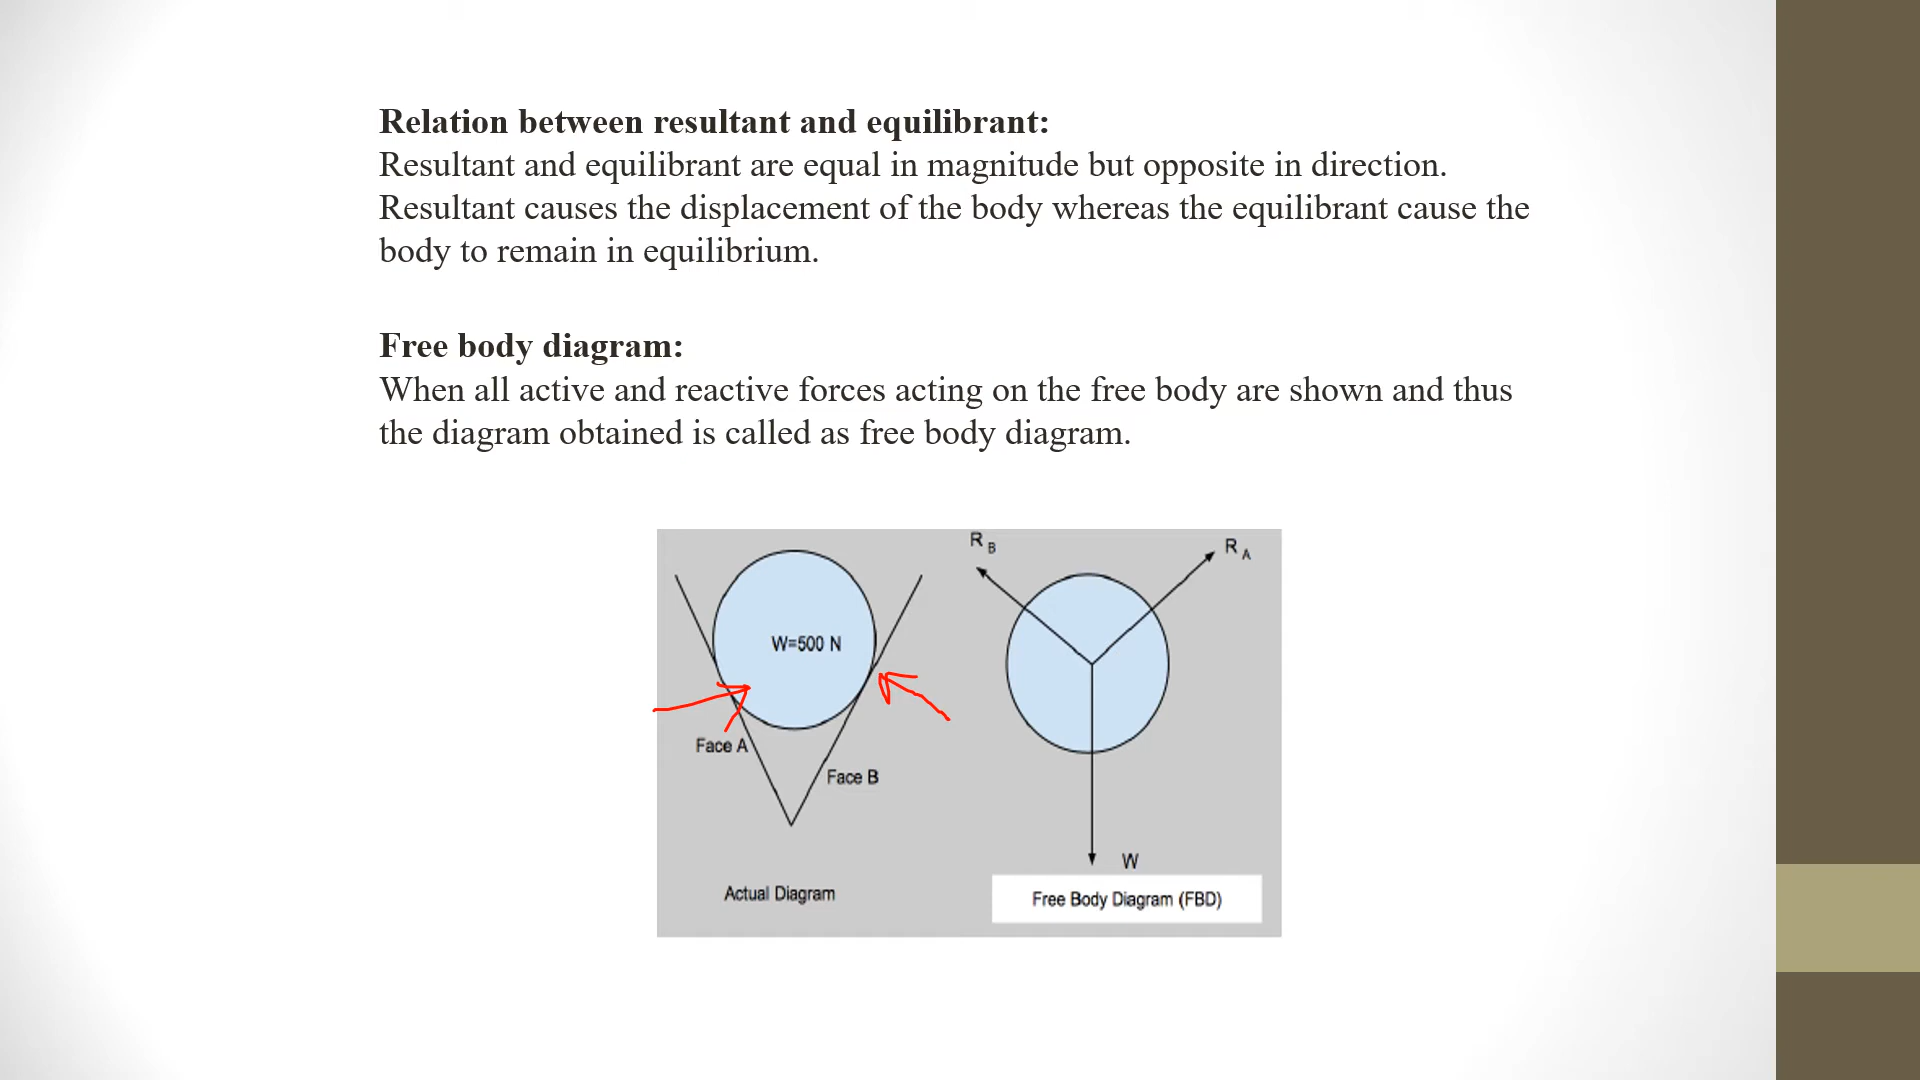 Relation between resultant and equilibrant:
Resultant and equilibrant are equal in magnitude but opposite in direction.
Resultant causes the displacement of the body whereas the equilibrant cause the
body to remain in equilibrium.
Free body diagram:
When all active and reactive forces acting on the free body are shown and thus
the diagram obtained is called as free body diagram.
W=500 N
Face A
Face B
Actual Diagram
R B
R A
W
Free Body Diagram (FBD)